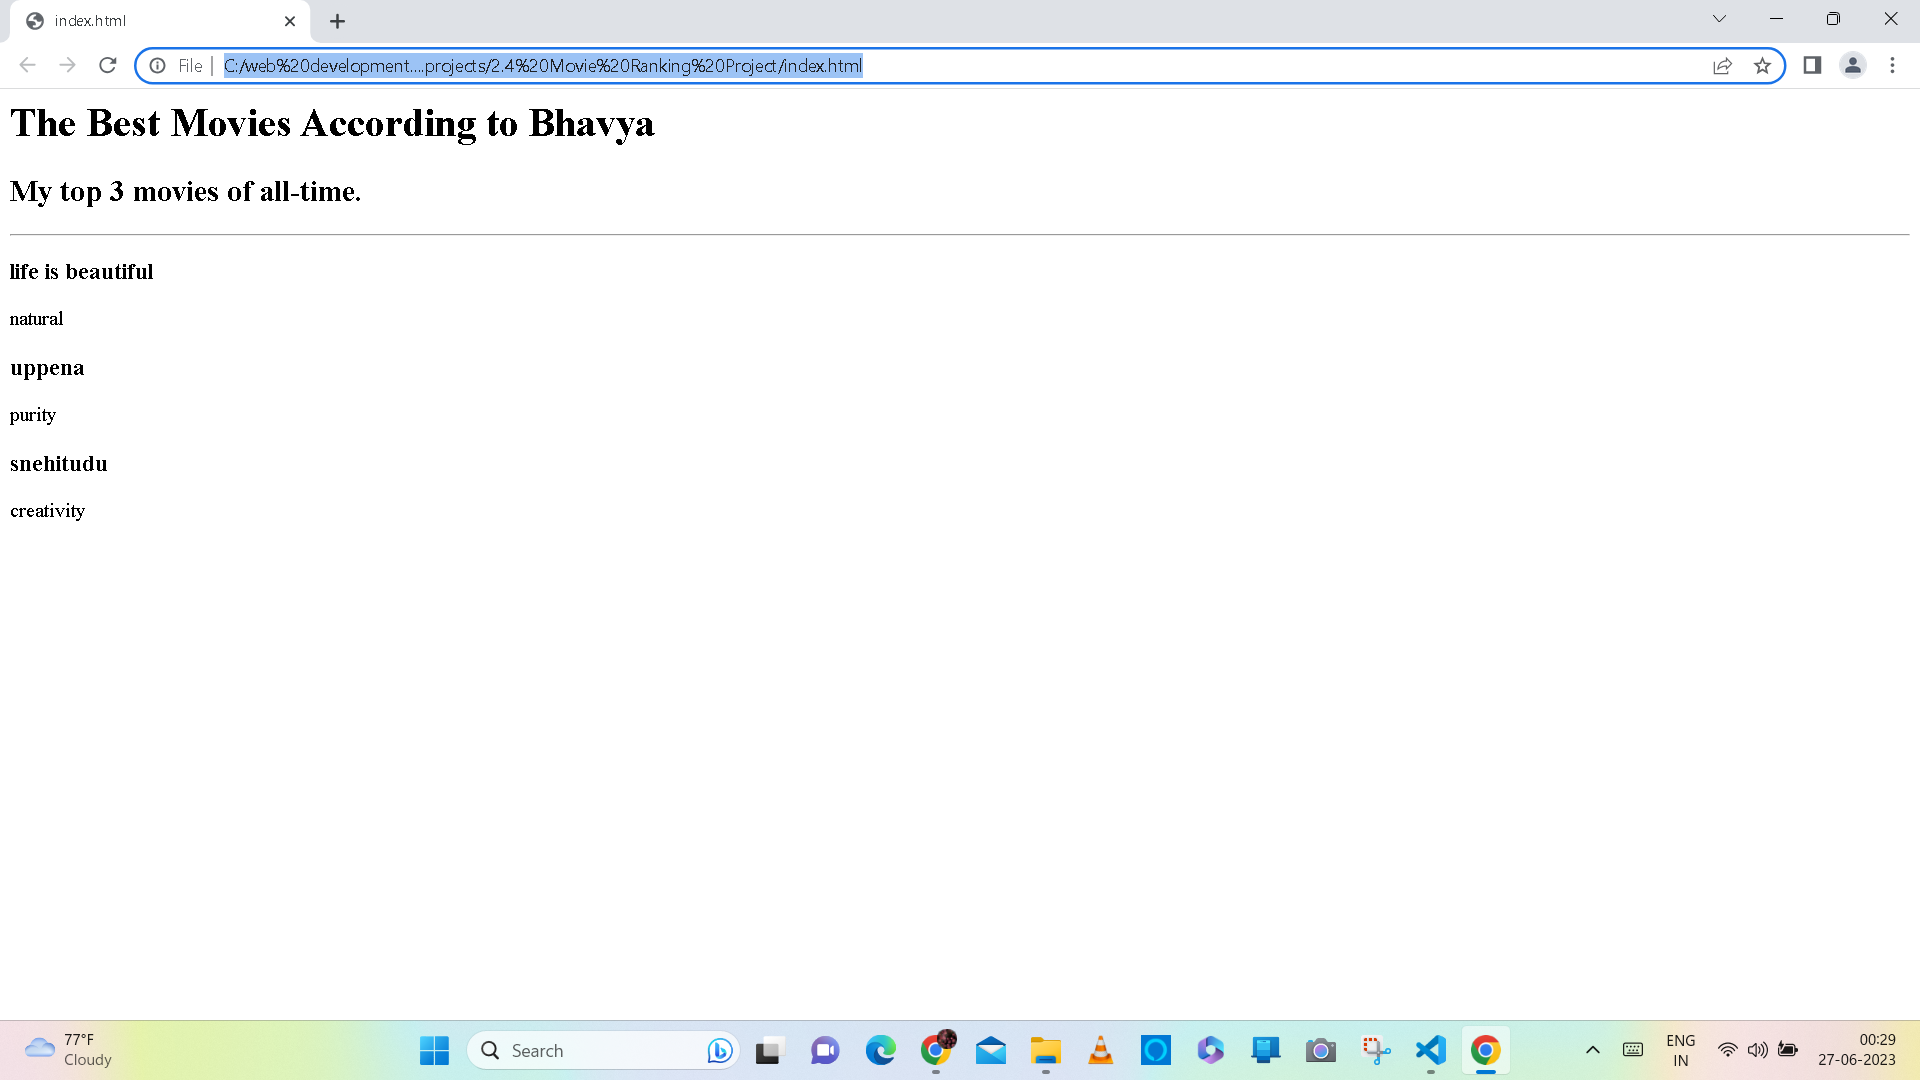 index.html
File | C:/web%20development....projects/2.4%20Movie%20Ranking%20Project/index.html
The Best Movies According to Bhavya
My top 3 movies of all-time.
life is beautiful
natural
uppena
purity
snehitudu
creativity
77°F
Cloudy
Search
ENG
IN
00:29
27-06-2023